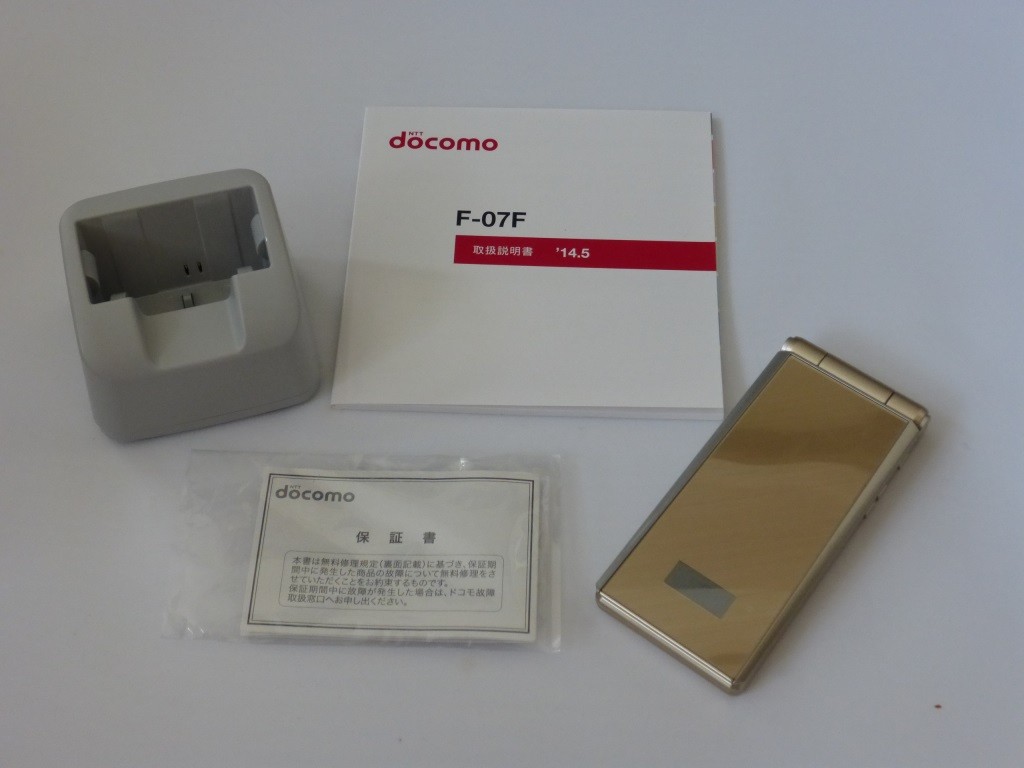 NTT
docomo
F-07F
取扱説明書 '14.5
NTT
docomo
保証書
本書は無料修理規定(裏面記載)に基づき、保証期
間中に発生した商品の故障について無料修理をさ
せていただくことをお約束するものです。
保証期間中に故障が発生した場合は、ドコモ故障
取扱窓口へお申し出ください。